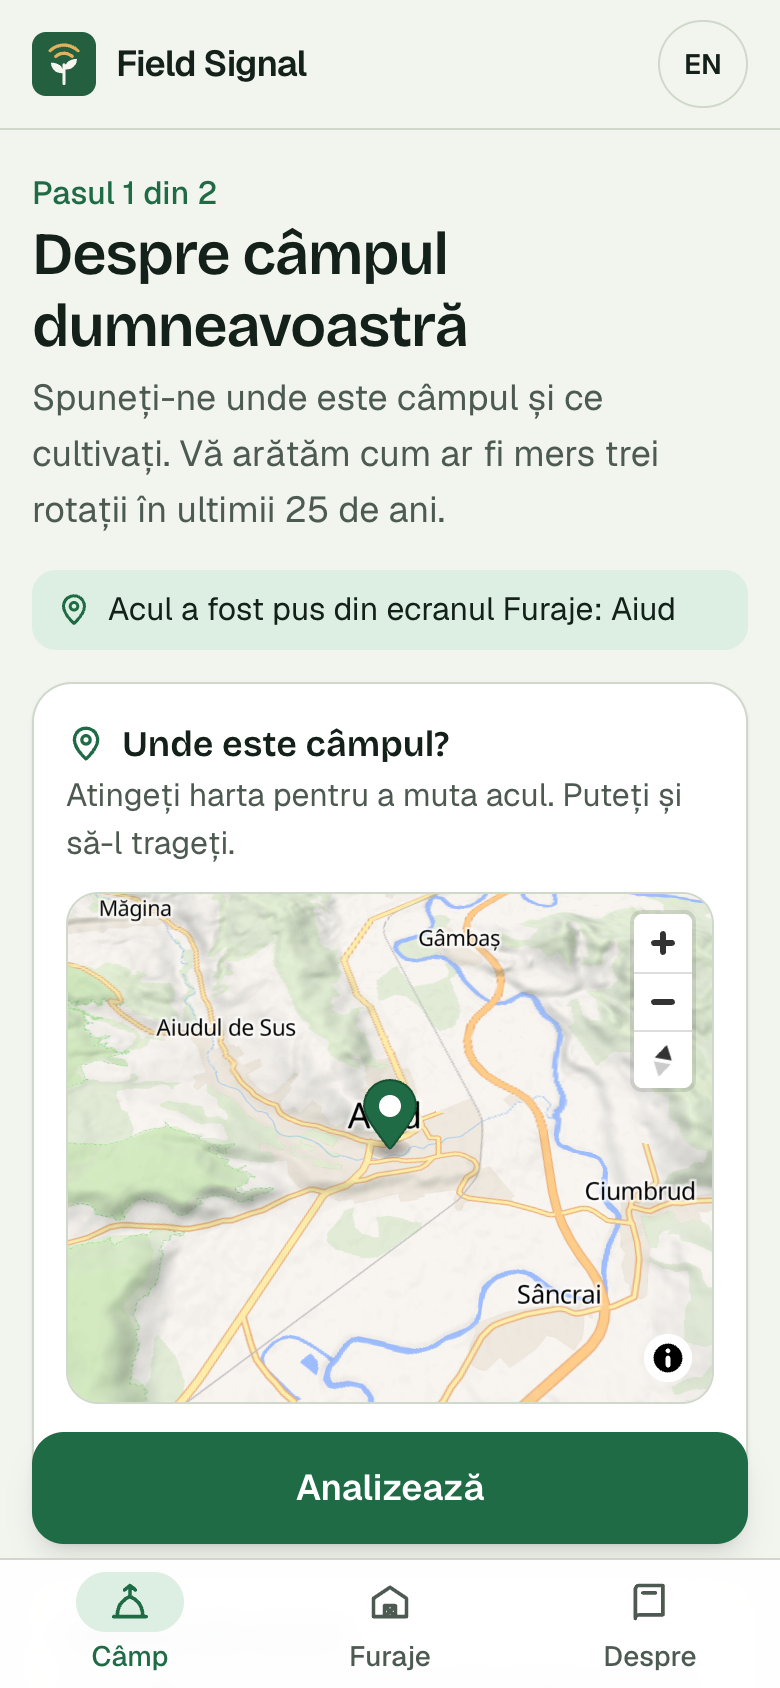 Field Signal
EN
Pasul 1 din 2
Despre câmpul
dumneavoastră
Spuneți-ne unde este câmpul și ce
cultivați. Vă arătăm cum ar fi mers trei
rotații în ultimii 25 de ani.
Acul a fost pus din ecranul Furaje: Aiud
Unde este câmpul?
Atingeți harta pentru a muta acul. Puteți și
să-l trageți.
Măgina
Gâmbaș
Aiudul de Sus
Ciumbrud
Sâncrai
Analizează
Câmp
Furaje
Despre